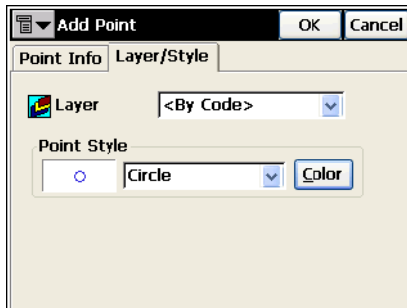 Add Point OK Cancel
Point Info Layer/Style
Layer <By Code>
Point Style
Circle Color